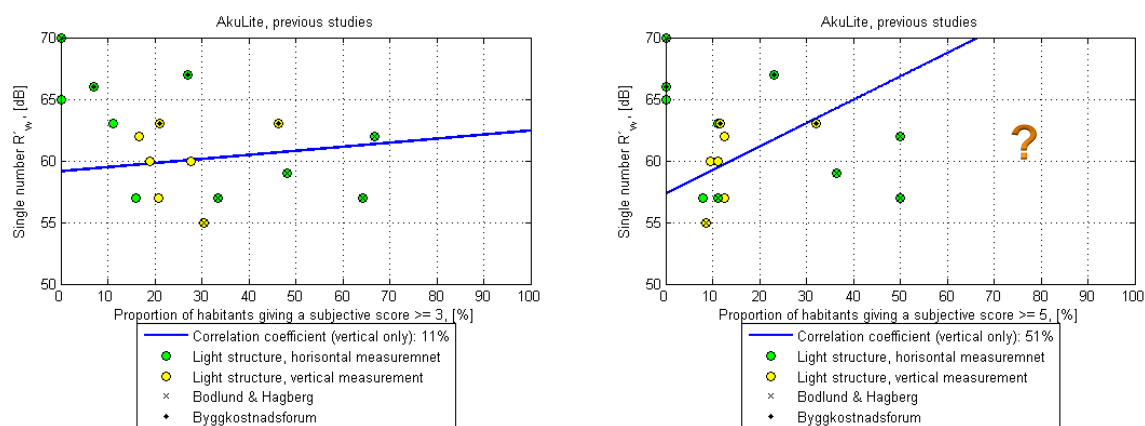 AkuLite, previous studies
70
65
60
55
50
Single number R'w, [dB]
0 10 20 30 40 50 60 70 80 90 100
Proportion of habitants giving a subjective score >= 3, [%]
Correlation coefficient (vertical only): 11%
Light structure, horisontal measuremnet
Light structure, vertical measurement
Bodlund & Hagberg
Byggkostnadsforum
AkuLite, previous studies
70
65
60
55
50
Single number R'w, [dB]
?
0 10 20 30 40 50 60 70 80 90 100
Proportion of habitants giving a subjective score >= 5, [%]
Correlation coefficient (vertical only): 51%
Light structure, horisontal measuremnet
Light structure, vertical measurement
Bodlund & Hagberg
Byggkostnadsforum